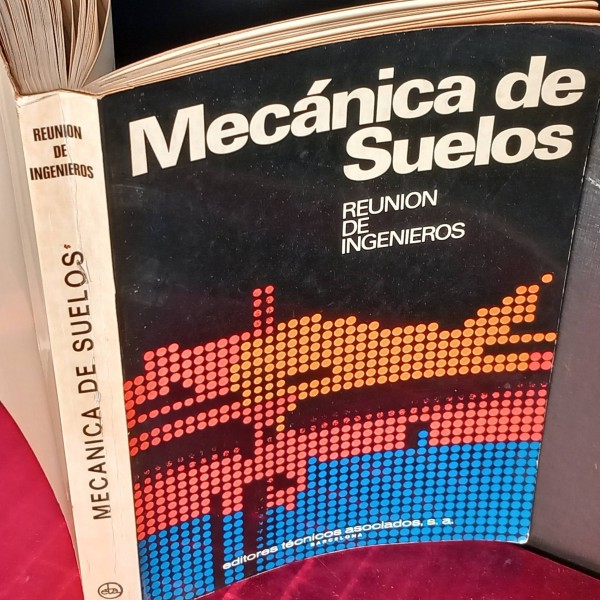 REUNION
DE
INGENIEROS
MECANICA DE SUELOS
eta
Mecánica de
Suelos
REUNION
DE
INGENIEROS
editores técnicos asociados, s. a.
BARCELONA